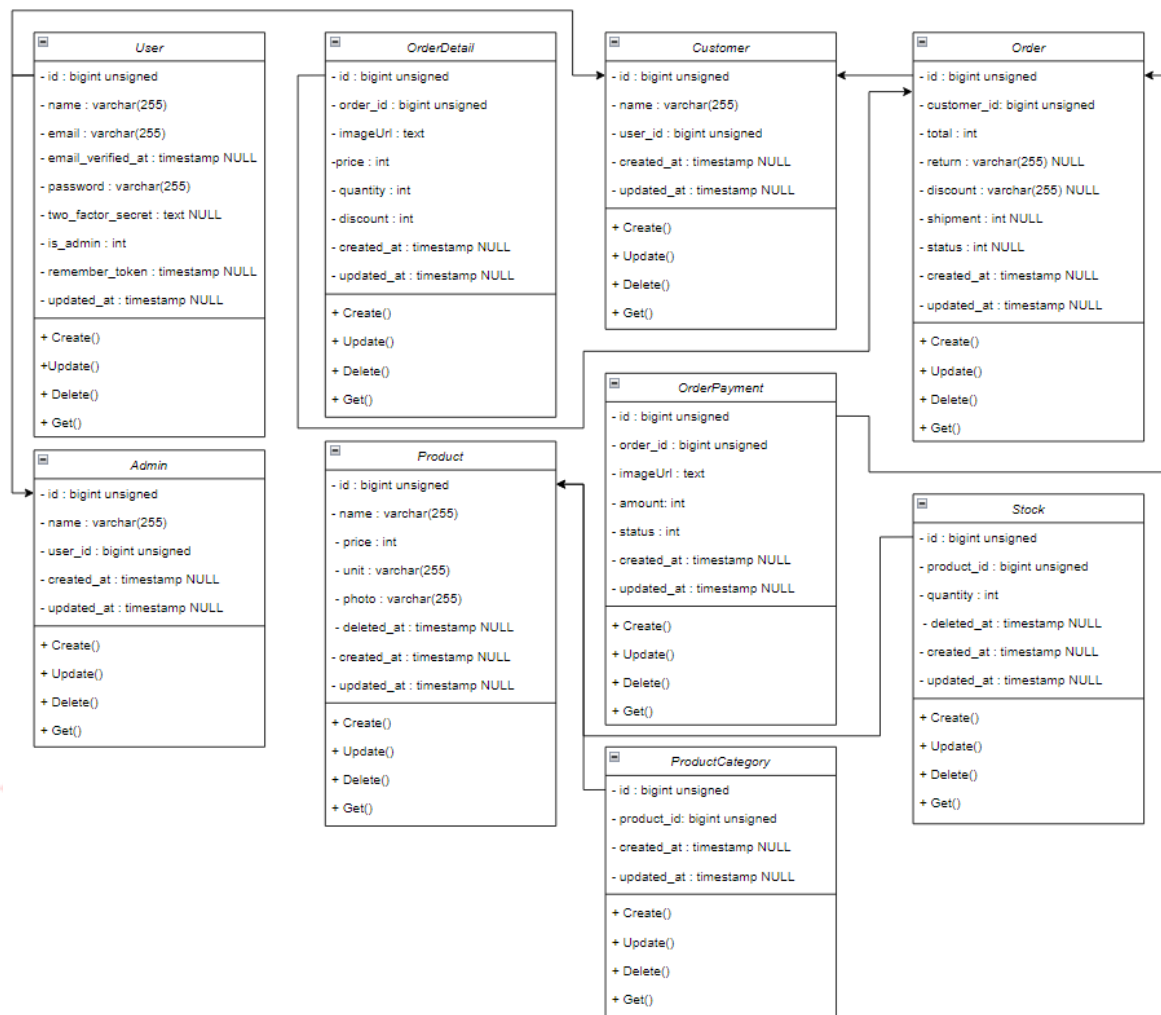 User
- id : bigint unsigned
- name : varchar(255)
- email : varchar(255)
- email_verified_at : timestamp NULL
- password : varchar(255)
- two_factor_secret : text NULL
- is_admin : int
- remember_token : timestamp NULL
- updated_at : timestamp NULL
+ Create()
+Update()
+ Delete()
+ Get()
OrderDetail
- id : bigint unsigned
- order_id : bigint unsigned
- imageUrl : text
-price : int
- quantity : int
- discount : int
- created_at : timestamp NULL
- updated_at : timestamp NULL
+ Create()
+ Update()
+ Delete()
+ Get()
Customer
- id : bigint unsigned
- name : varchar(255)
- user_id : bigint unsigned
- created_at : timestamp NULL
- updated_at : timestamp NULL
+ Create()
+ Update()
+ Delete()
+ Get()
Order
- id : bigint unsigned
- customer_id: bigint unsigned
- total : int
- return : varchar(255) NULL
- discount : varchar(255) NULL
- shipment : int NULL
- status : int NULL
- created_at : timestamp NULL
- updated_at : timestamp NULL
+ Create()
+ Update()
+ Delete()
+ Get()
Admin
- id : bigint unsigned
- name : varchar(255)
- user_id : bigint unsigned
- created_at : timestamp NULL
- updated_at : timestamp NULL
+ Create()
+ Update()
+ Delete()
+ Get()
Product
- id : bigint unsigned
- name : varchar(255)
- price : int
- unit : varchar(255)
- photo : varchar(255)
- deleted_at : timestamp NULL
- created_at : timestamp NULL
- updated_at : timestamp NULL
+ Create()
+ Update()
+ Delete()
+ Get()
OrderPayment
- id : bigint unsigned
- order_id : bigint unsigned
- imageUrl : text
- amount: int
- status : int
- created_at : timestamp NULL
- updated_at : timestamp NULL
+ Create()
+ Update()
+ Delete()
+ Get()
Stock
- id : bigint unsigned
- product_id : bigint unsigned
- quantity : int
- deleted_at : timestamp NULL
- created_at : timestamp NULL
- updated_at : timestamp NULL
+ Create()
+ Update()
+ Delete()
+ Get()
ProductCategory
- id : bigint unsigned
- product_id: bigint unsigned
- created_at : timestamp NULL
- updated_at : timestamp NULL
+ Create()
+ Update()
+ Delete()
+ Get()